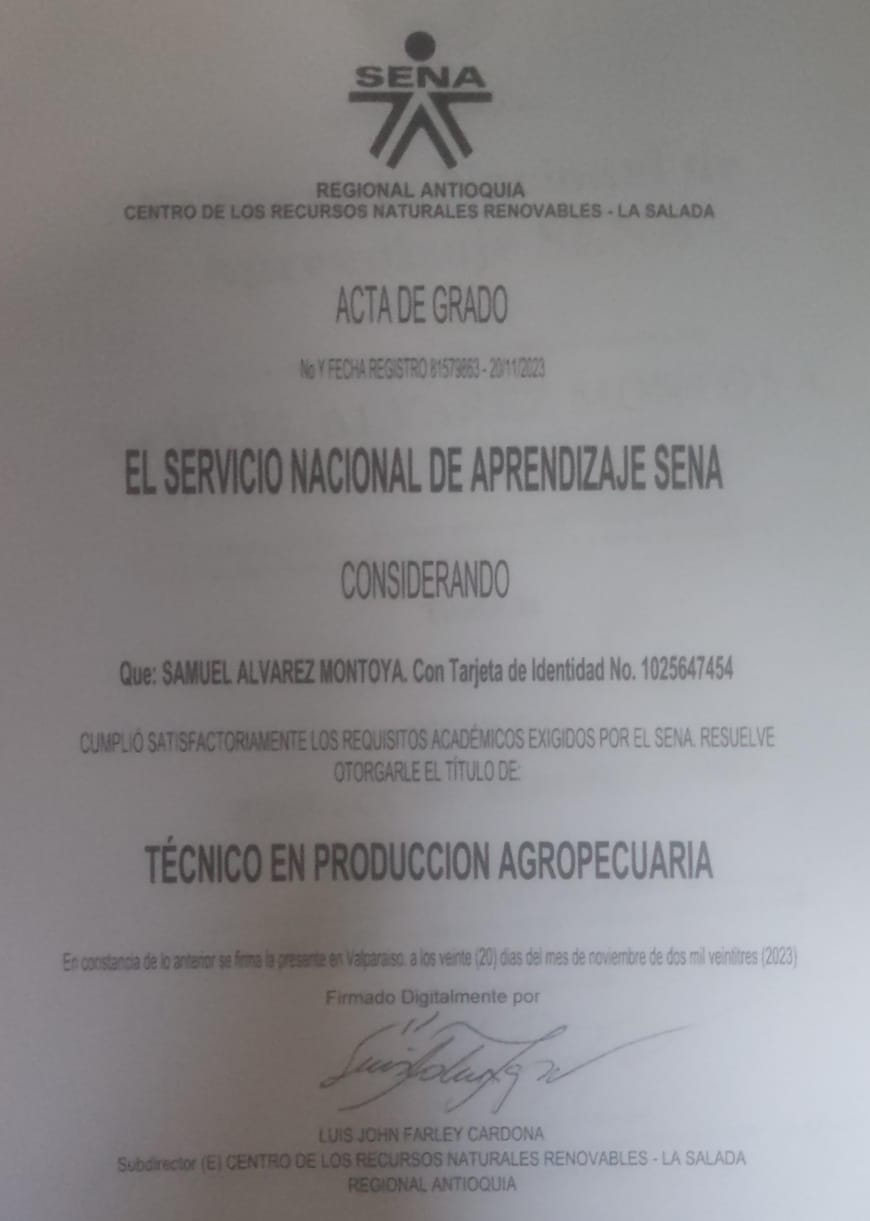 SENA
REGIONAL ANTIOQUIA
CENTRO DE LOS RECURSOS NATURALES RENOVABLES - LA SALADA
ACTA DE GRADO
No Y FECHA REGISTRO 81579863 - 20/11/2023
EL SERVICIO NACIONAL DE APRENDIZAJE SENA
CONSIDERANDO
Que: SAMUEL ALVAREZ MONTOYA. Con Tarjeta de Identidad No. 1025647454
CUMPLIÓ SATISFACTORIAMENTE LOS REQUISITOS ACADÉMICOS EXIGIDOS POR EL SENA. RESUELVE
OTORGARLE EL TÍTULO DE:
TÉCNICO EN PRODUCCION AGROPECUARIA
En constancia de lo anterior se firma la presente en Valparaiso, a los veinte (20) dias del mes de noviembre de dos mil veintitres (2023)
Firmado Digitalmente por
LUIS JOHN FARLEY CARDONA
Subdirector (E) CENTRO DE LOS RECURSOS NATURALES RENOVABLES - LA SALADA
REGIONAL ANTIOQUIA